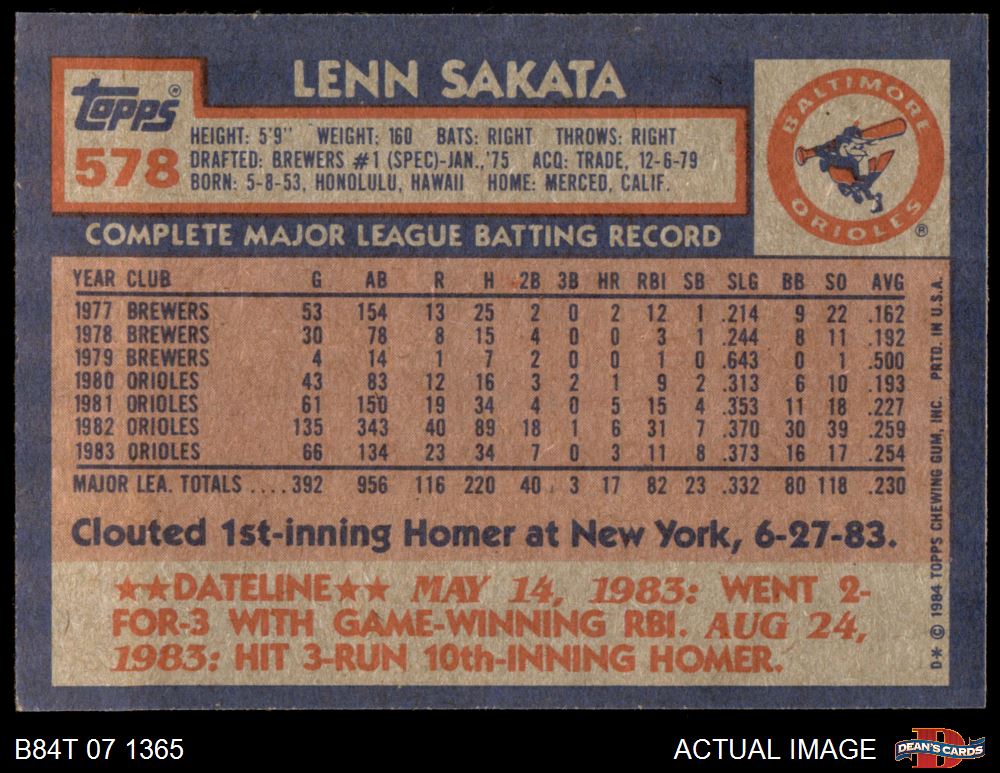 LENN SAKATA
topps®
578
HEIGHT: 5'9" WEIGHT: 160 BATS: RIGHT THROWS: RIGHT
DRAFTED: BREWERS #1 (SPEC)-JAN.,'75 ACQ: TRADE, 12-6-79
BORN: 5-8-53, HONOLULU, HAWAII HOME: MERCED, CALIF.
BALTIMORE
ORIOLES®
COMPLETE MAJOR LEAGUE BATTING RECORD
YEAR CLUB G AB R H 2B 3B HR RBI SB SLG BB SO AVG
1977 BREWERS 53 154 13 25 2 0 2 12 1 .214 9 22 .162
1978 BREWERS 30 78 8 15 4 0 0 3 1 .244 8 11 .192
1979 BREWERS 4 14 1 7 2 0 0 1 0 .643 0 1 .500
1980 ORIOLES 43 83 12 16 3 2 1 9 2 .313 6 10 .193
1981 ORIOLES 61 150 19 34 4 0 5 15 4 .353 11 18 .227
1982 ORIOLES 135 343 40 89 18 1 6 31 7 .370 30 39 .259
1983 ORIOLES 66 134 23 34 7 0 3 11 8 .373 16 17 .254
MAJOR LEA. TOTALS ....392 956 116 220 40 3 17 82 23 .332 80 118 .230
Clouted 1st-inning Homer at New York, 6-27-83.
★★DATELINE★★ MAY 14, 1983: WENT 2-
FOR-3 WITH GAME-WINNING RBI. AUG 24,
1983: HIT 3-RUN 10th-INNING HOMER.
D* © 1984 TOPPS CHEWING GUM, INC. PRTD. IN U.S.A.
B84T 07 1365
ACTUAL IMAGE
D
DEAN'S CARDS